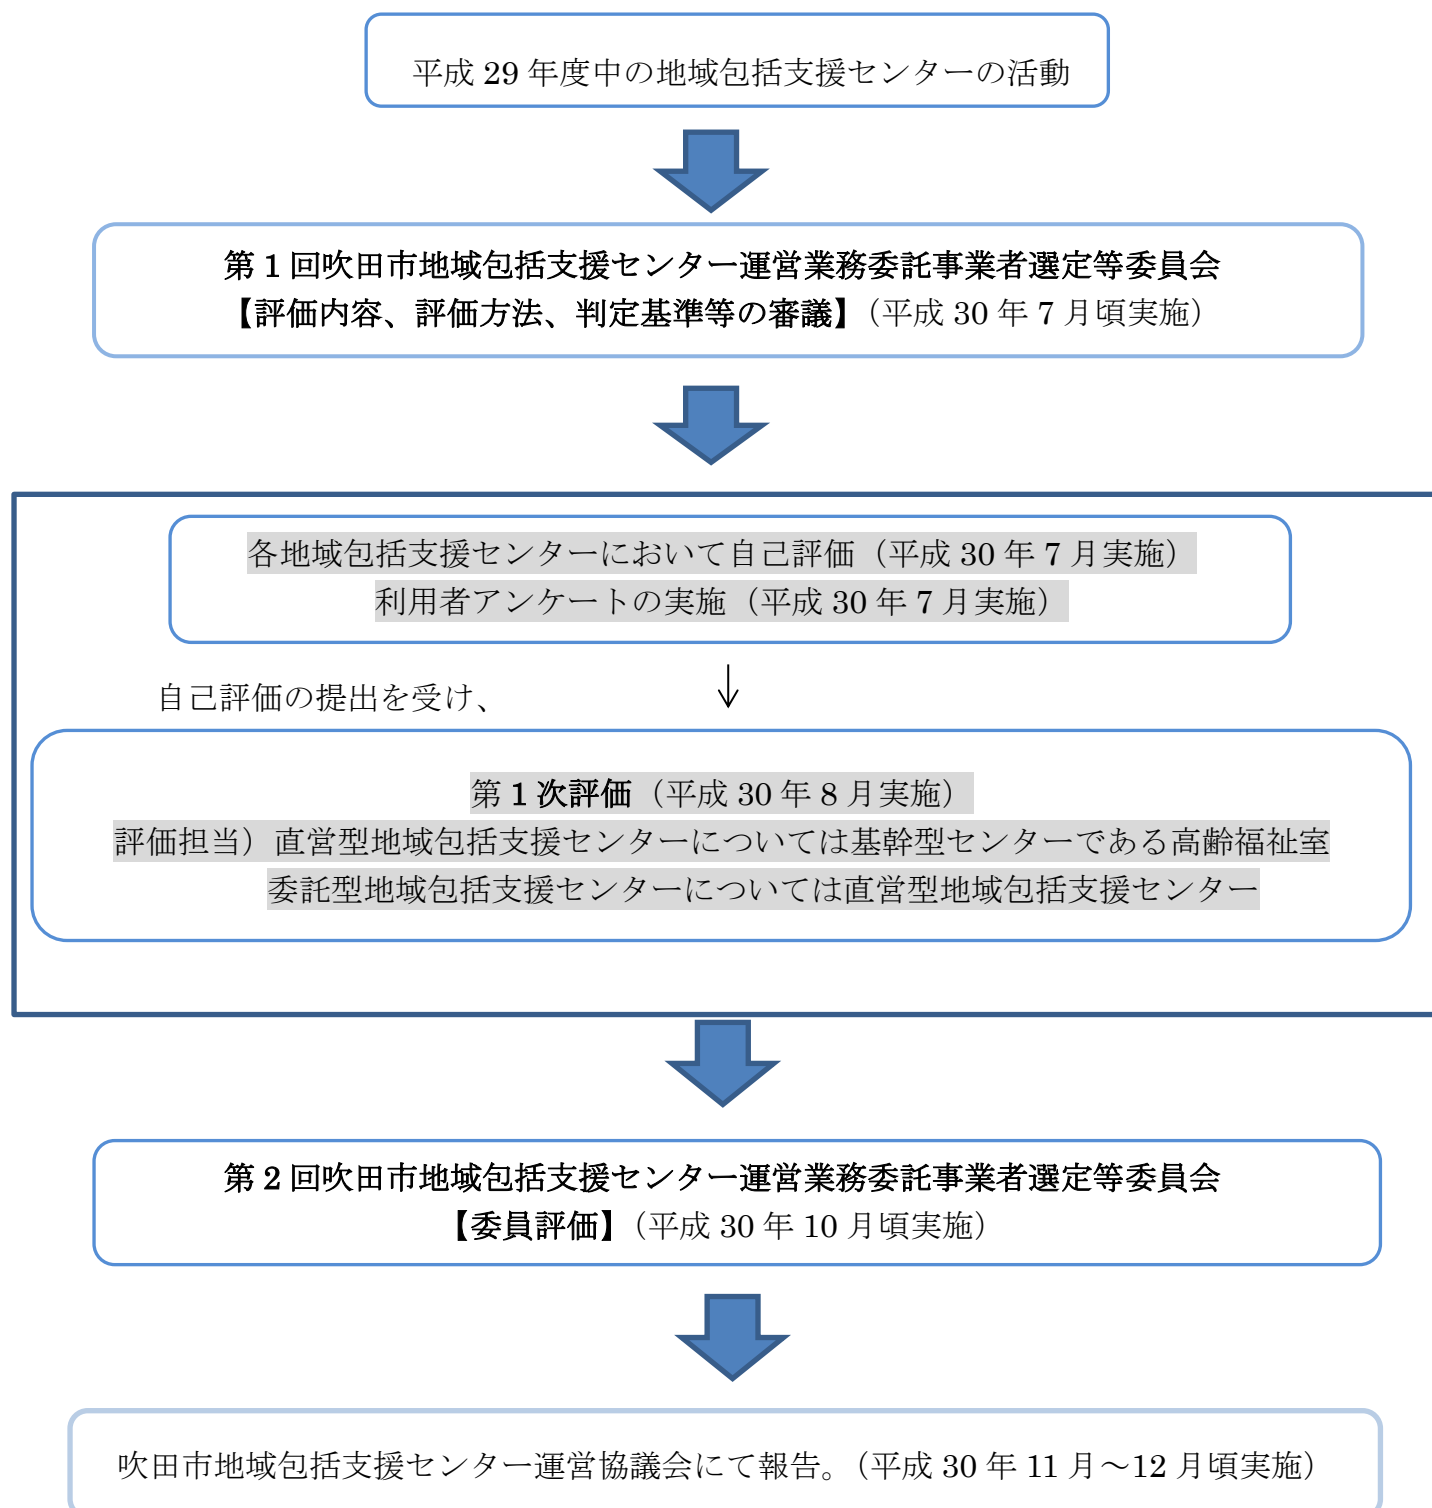 平成 29 年度中の地域包括支援センターの活動
第 1 回吹田市地域包括支援センター運営業務委託事業者選定等委員会
【評価内容、評価方法、判定基準等の審議】（平成 30 年 7 月頃実施）
各地域包括支援センターにおいて自己評価（平成 30 年 7 月実施）
利用者アンケートの実施（平成 30 年 7 月実施）
自己評価の提出を受け、
第 1 次評価（平成 30 年 8 月実施）
評価担当）直営型地域包括支援センターについては基幹型センターである高齢福祉室
委託型地域包括支援センターについては直営型地域包括支援センター
第 2 回吹田市地域包括支援センター運営業務委託事業者選定等委員会
【委員評価】（平成 30 年 10 月頃実施）
吹田市地域包括支援センター運営協議会にて報告。（平成 30 年 11 月～12 月頃実施）